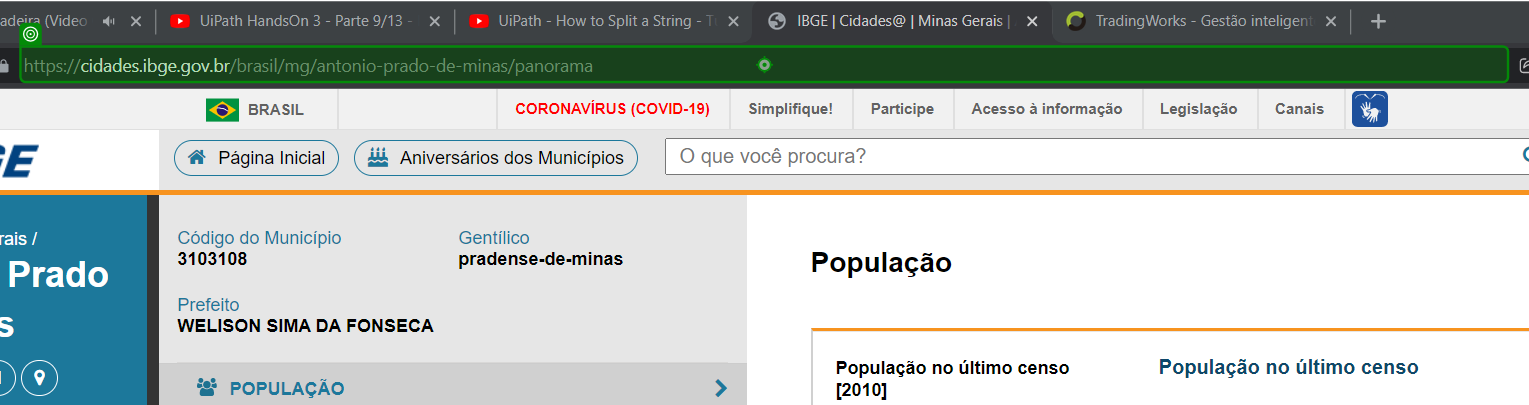 adeira (Video
UiPath HandsOn 3 - Parte 9/13 -
UiPath - How to Split a String - T
IBGE | Cidades@ | Minas Gerais |
TradingWorks - Gestão inteligent
https://cidades.ibge.gov.br/brasil/mg/antonio-prado-de-minas/panorama
BRASIL
CORONAVÍRUS (COVID-19)
Simplifique!
Participe
Acesso à informação
Legislação
Canais
GE
Página Inicial
Aniversários dos Municípios
O que você procura?
rais /
Prado
s
Código do Município
3103108
Gentílico
pradense-de-minas
Prefeito
WELISON SIMA DA FONSECA
POPULAÇÃO
População
População no último censo
[2010]
População no último censo